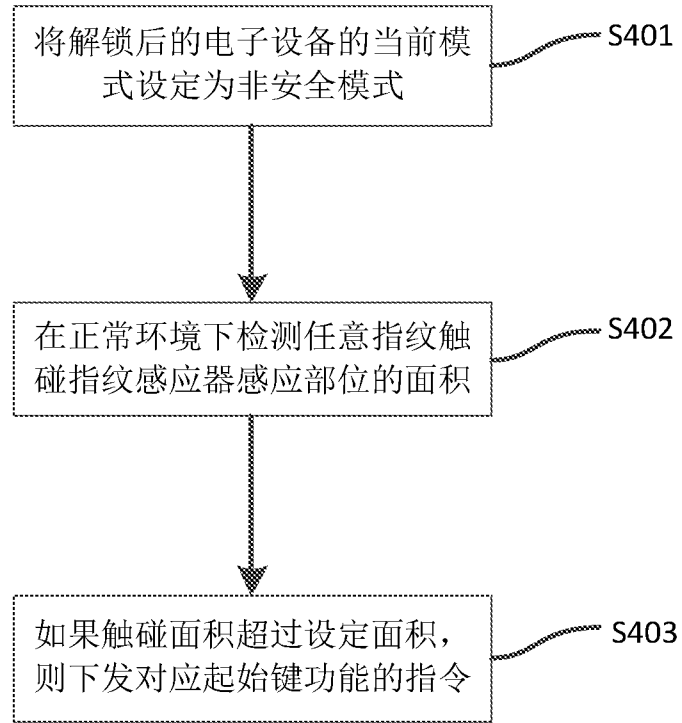 将解锁后的电子设备的当前模
式设定为非安全模式
S401
在正常环境下检测任意指纹触
碰指纹感应器感应部位的面积
S402
如果触碰面积超过设定面积，
则下发对应起始键功能的指令
S403